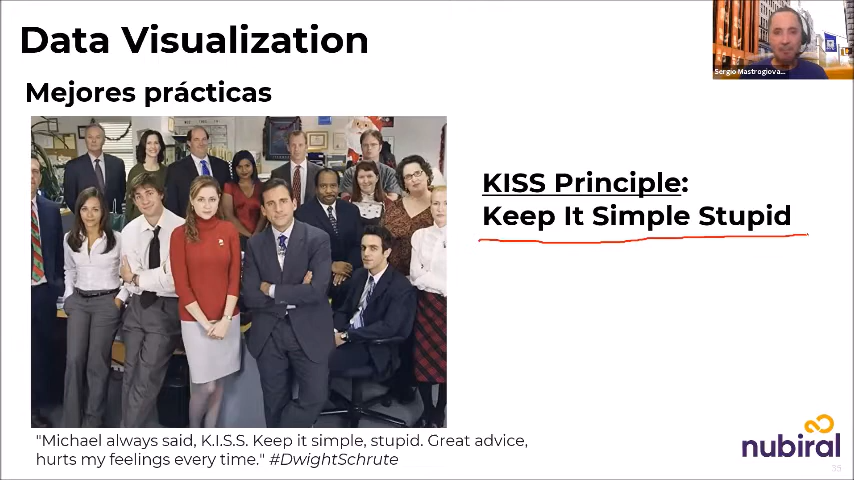 Data Visualization
Sergio Mastrogiova...
Mejores prácticas
KISS Principle:
Keep It Simple Stupid
"Michael always said, K.I.S.S. Keep it simple, stupid. Great advice,
hurts my feelings every time." #DwightSchrute
nubiral
35